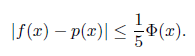 |f(x) − p(x)| ≤ 1/5 Φ(x).